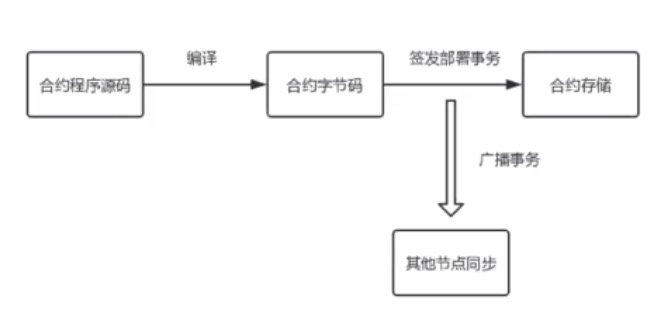 编译
签发部署事务
合约程序源码
合约字节码
合约存储
广播事务
其他节点同步